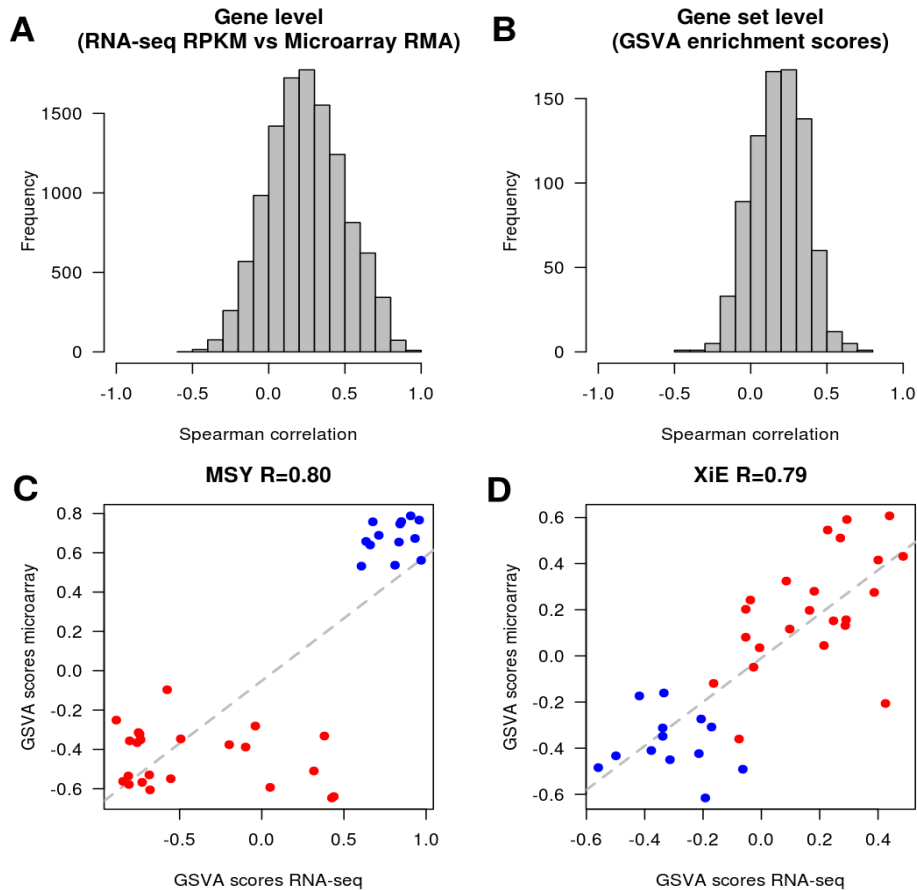 A
Gene level
(RNA-seq RPKM vs Microarray RMA)
Frequency
1500
1000
500
0
-1.0
-0.5
0.0
0.5
1.0
Spearman correlation
B
Gene set level
(GSVA enrichment scores)
Frequency
150
100
50
0
-1.0
-0.5
0.0
0.5
1.0
Spearman correlation
C
MSY R=0.80
GSVA scores microarray
0.8
0.6
0.4
0.2
0.0
-0.2
-0.4
-0.6
-0.5
0.0
0.5
1.0
GSVA scores RNA-seq
D
XiE R=0.79
GSVA scores microarray
0.6
0.4
0.2
0.0
-0.2
-0.4
-0.6
-0.6
-0.4
-0.2
0.0
0.2
0.4
GSVA scores RNA-seq